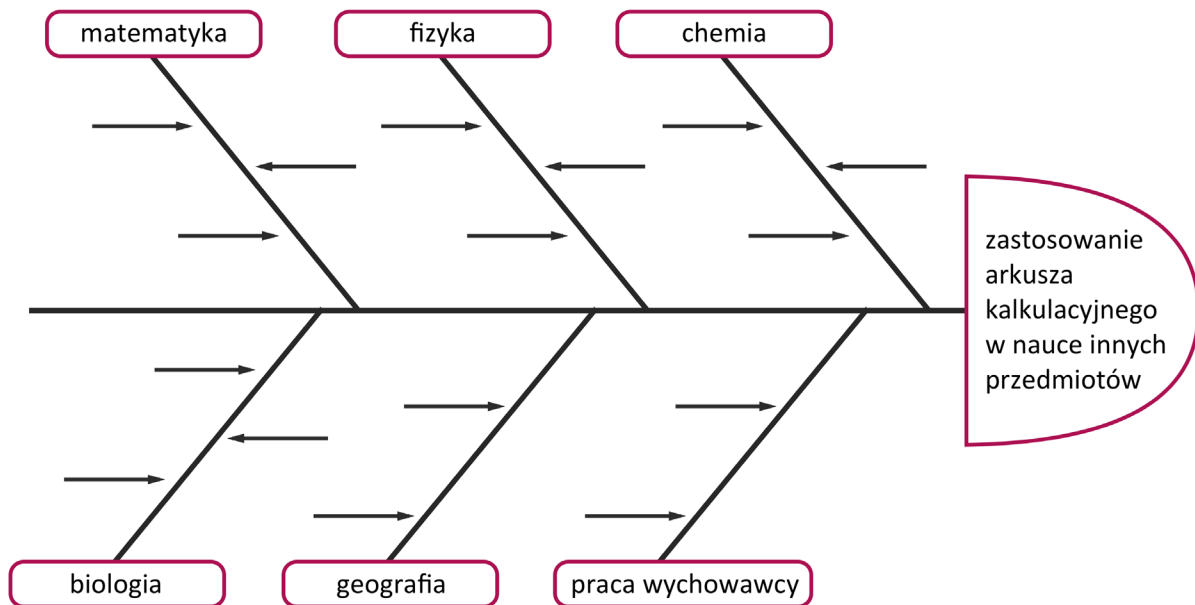 matematyka
fizyka
chemia
zastosowanie
arkusza
kalkulacyjnego
w nauce innych
przedmiotów
biologia
geografia
praca wychowawcy